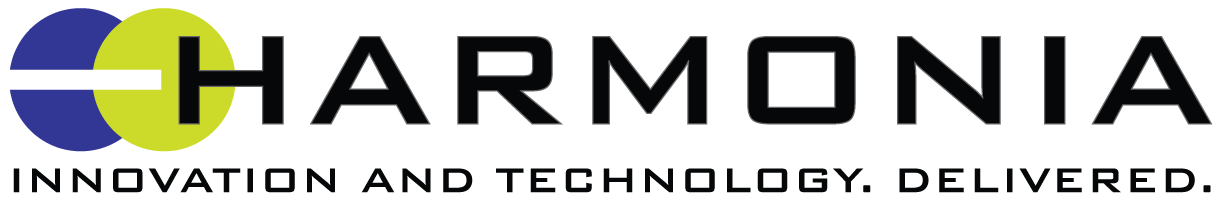 HARMONIA
INNOVATION AND TECHNOLOGY. DELIVERED.